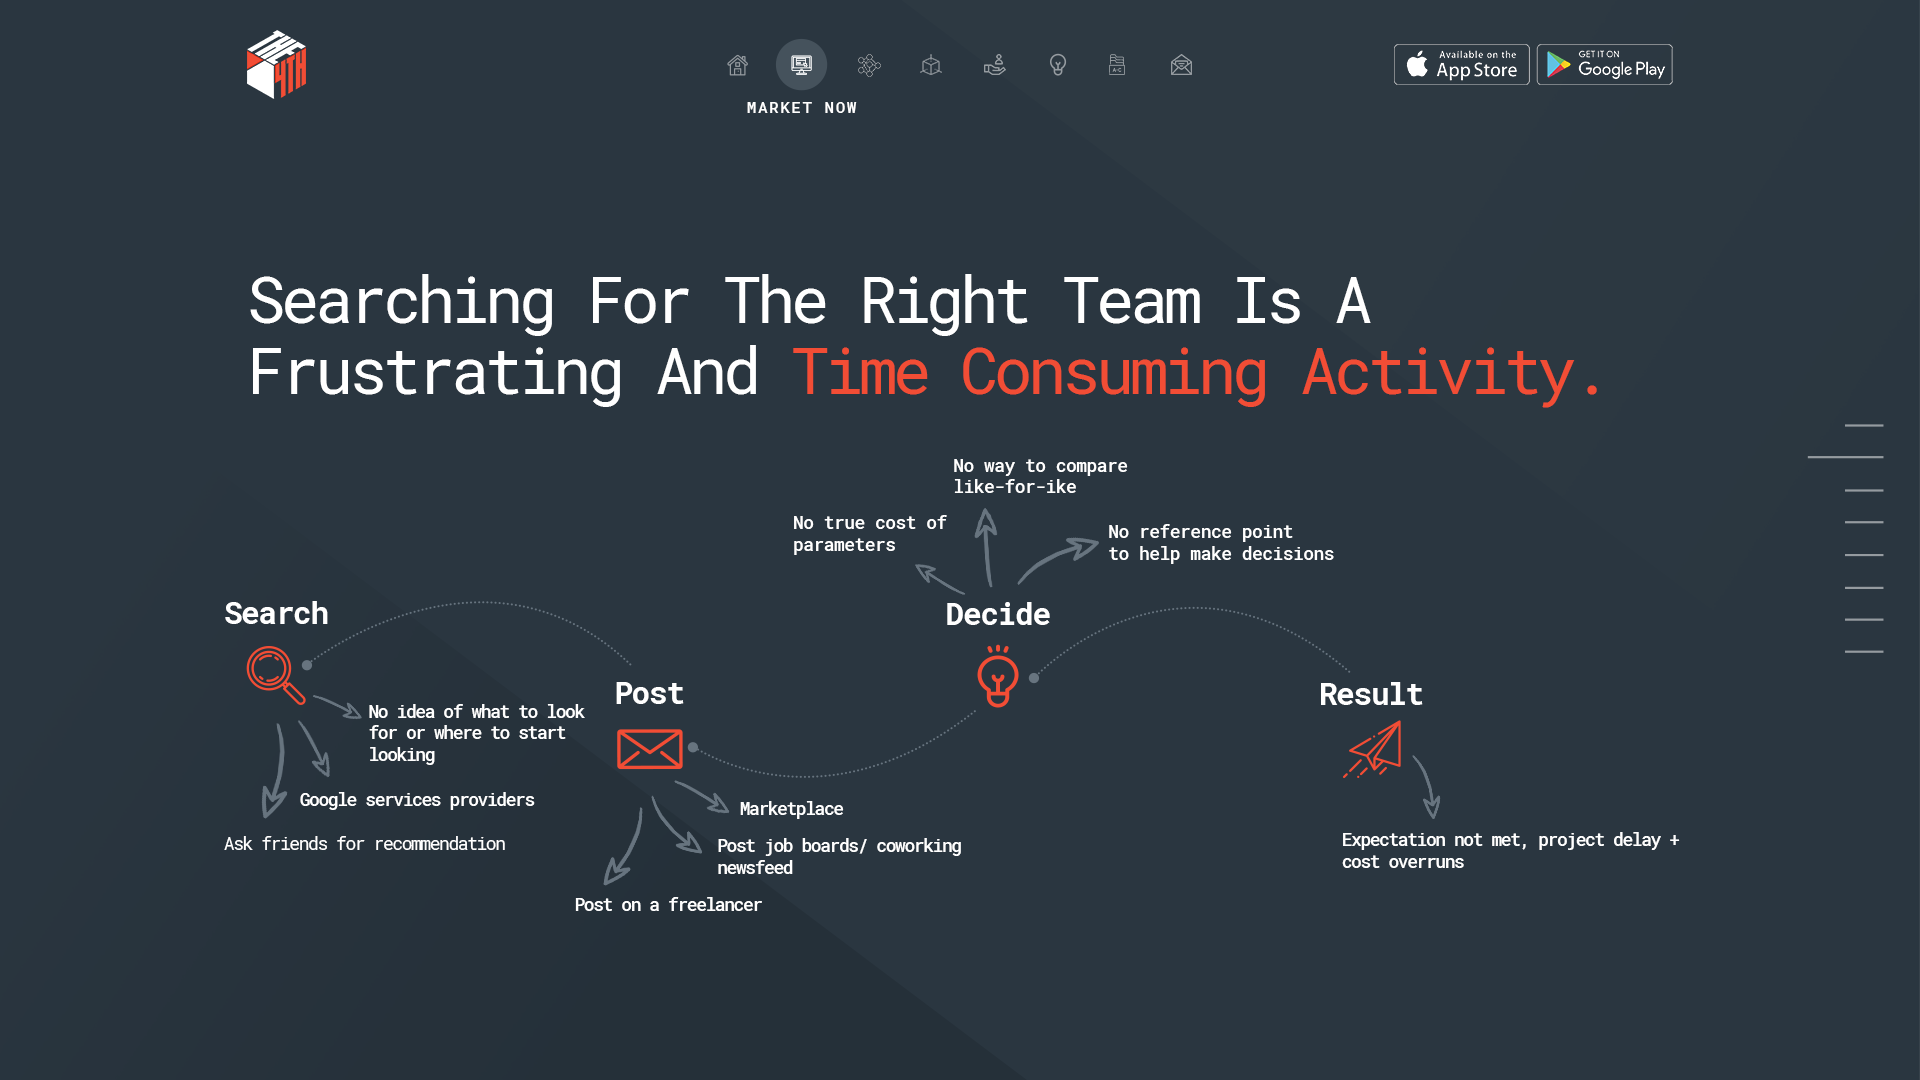 THE 4TH
Available on the
App Store
GET IT ON
Google Play
A-C
MARKET NOW
Searching For The Right Team Is A
Frustrating And Time Consuming Activity.
No way to compare
like-for-ike
No true cost of
parameters
No reference point
to help make decisions
Search
Decide
Post
Result
No idea of what to look
for or where to start
looking
Google services providers
Ask friends for recommendation
Marketplace
Post job boards/ coworking
newsfeed
Post on a freelancer
Expectation not met, project delay +
cost overruns